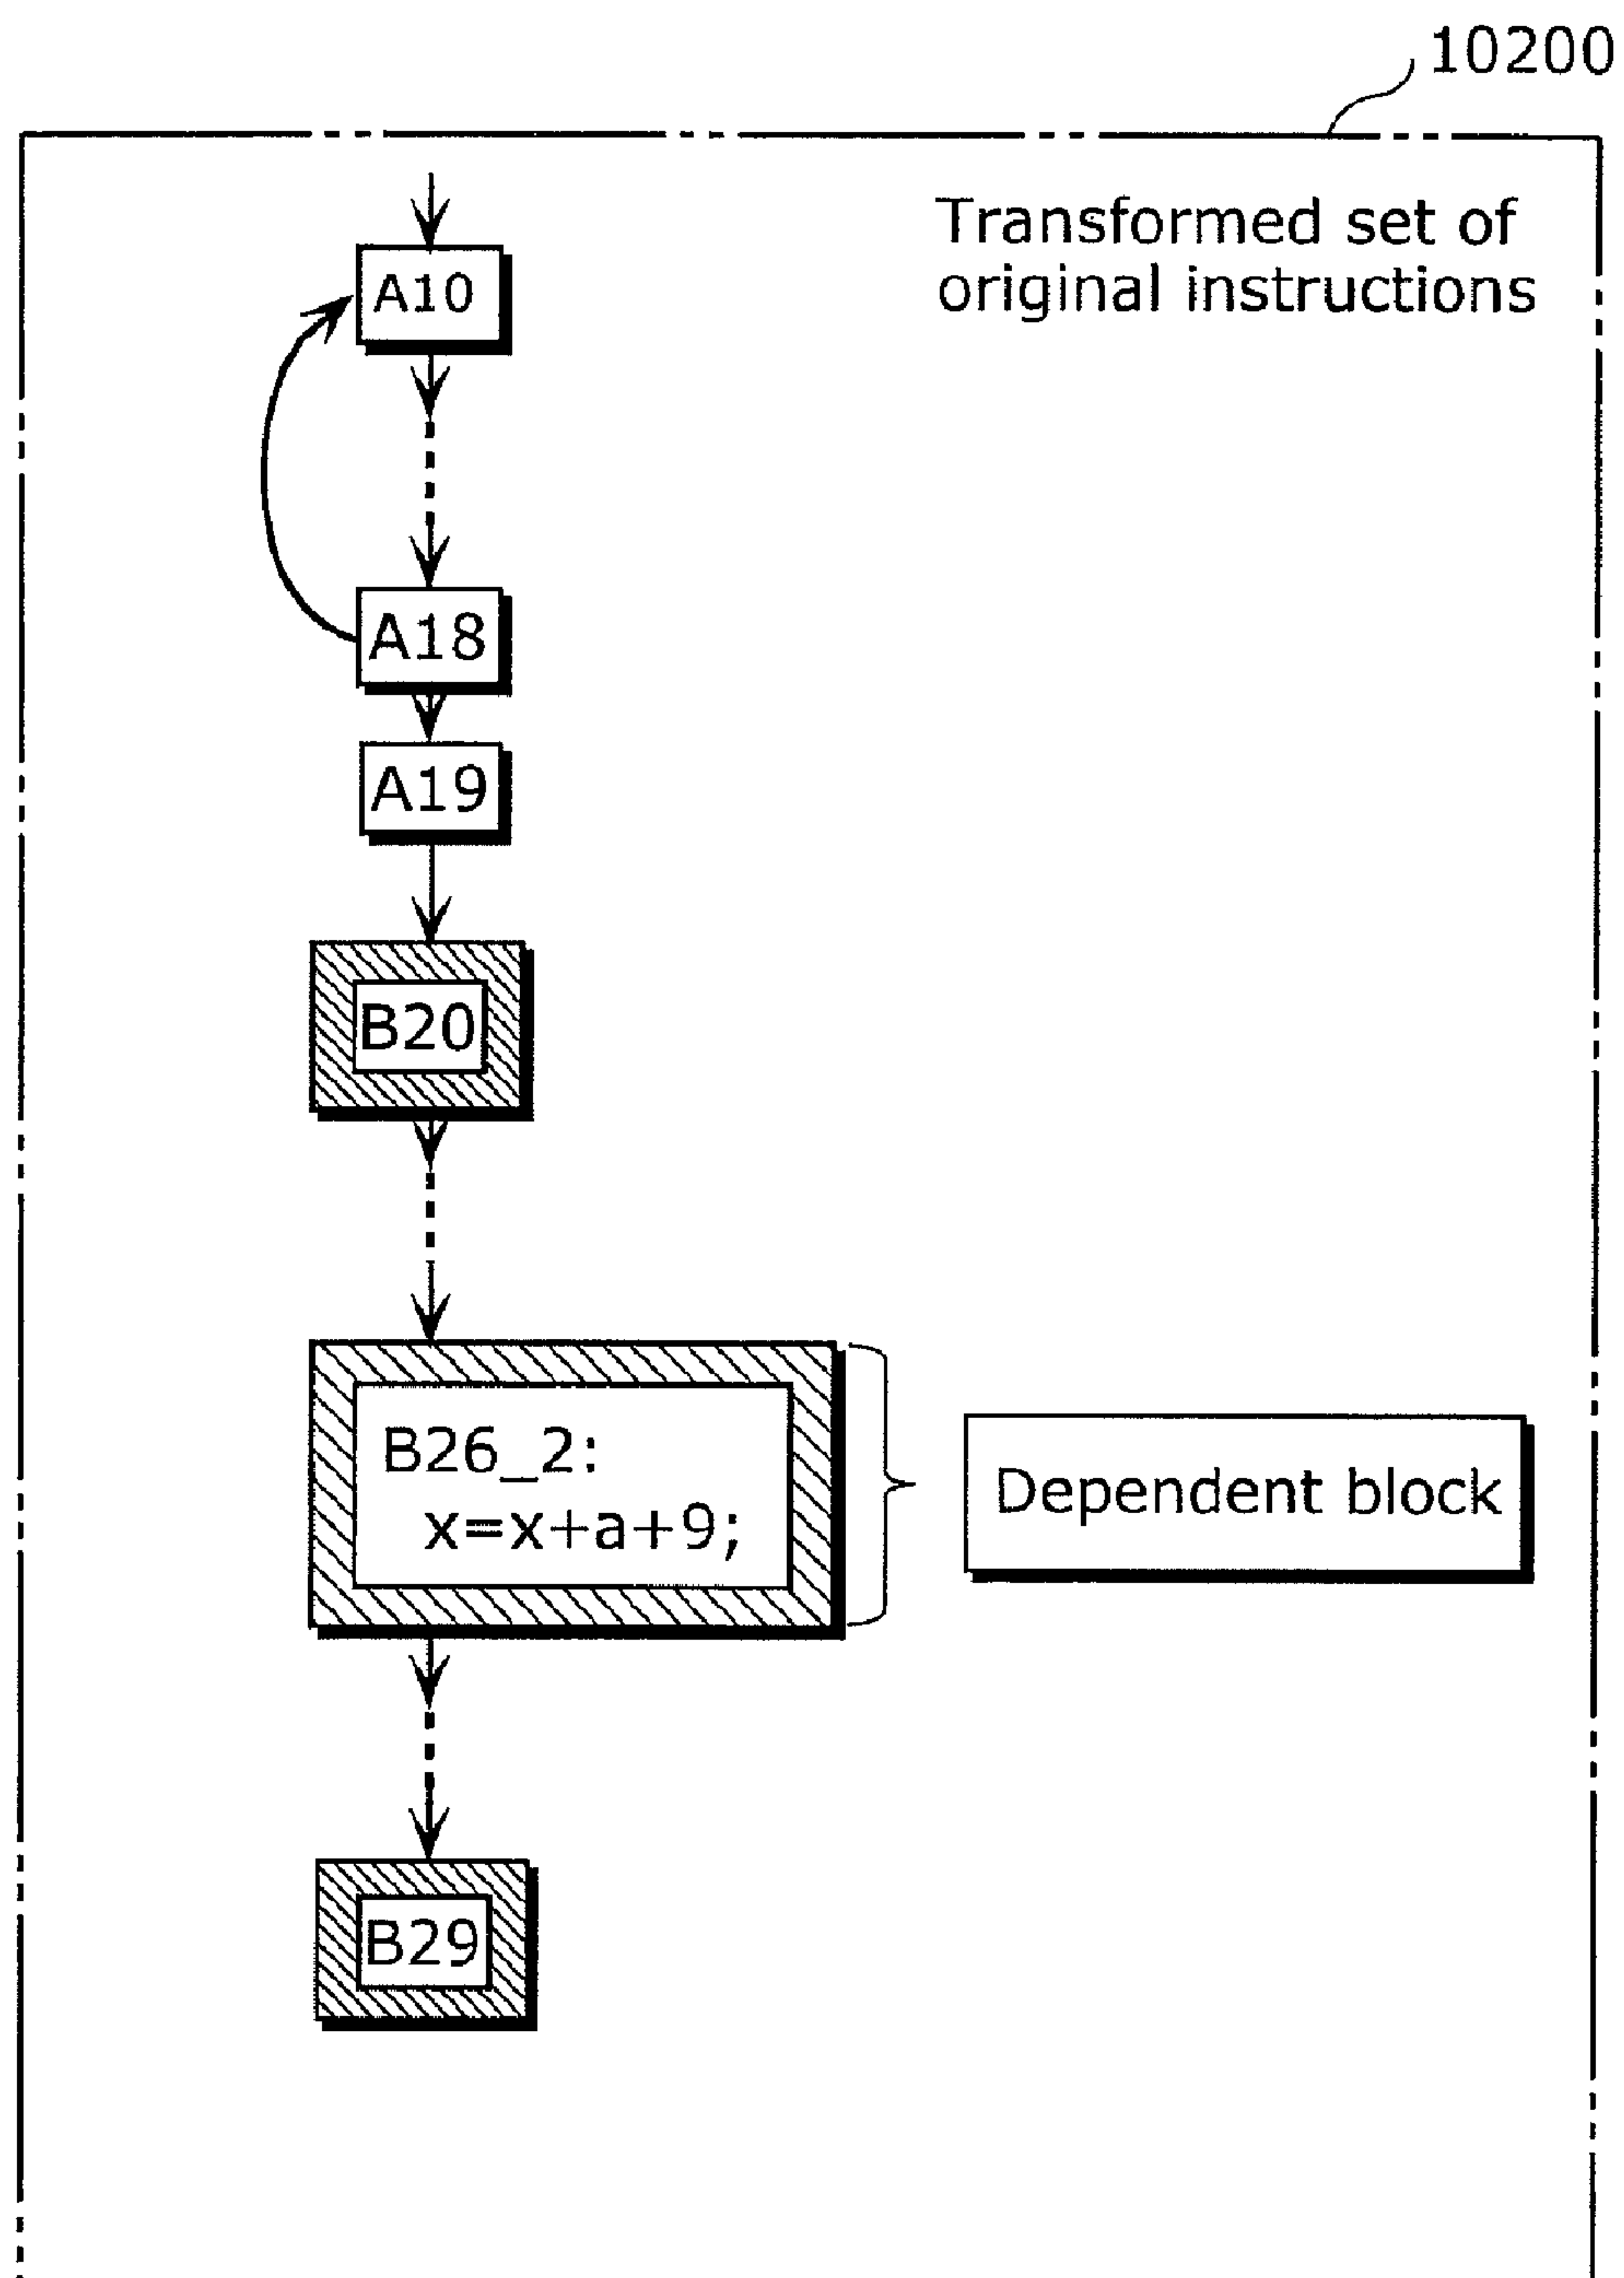 10200
Transformed set of
original instructions
A10
A18
A19
B20
B26_2:
x=x+a+9;
Dependent block
B29